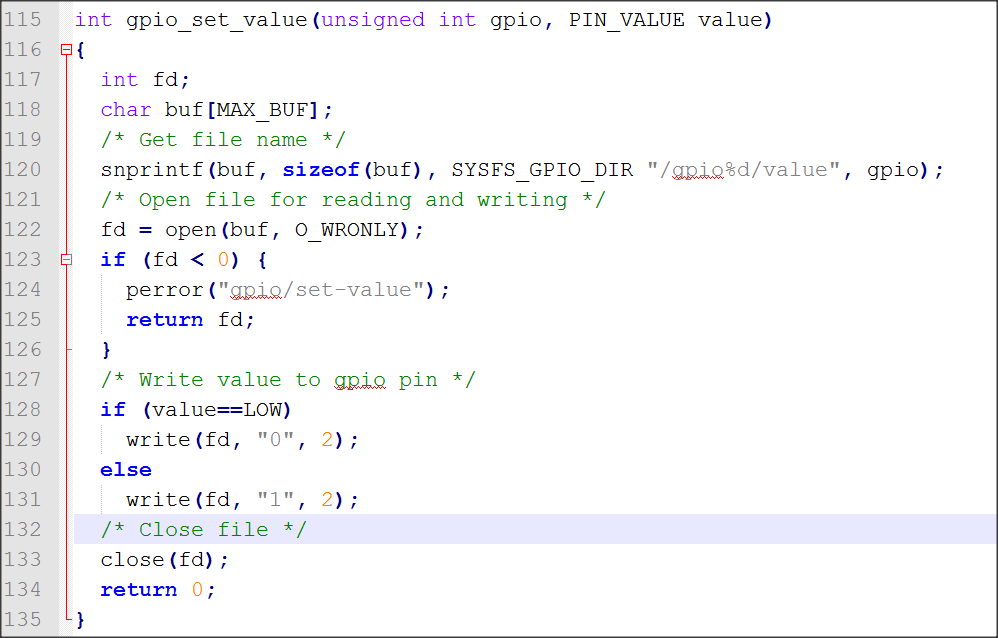 115 int gpio_set_value(unsigned int gpio, PIN_VALUE value)
116 {
117   int fd;
118   char buf[MAX_BUF];
119   /* Get file name */
120   snprintf(buf, sizeof(buf), SYSFS_GPIO_DIR "/gpio%d/value", gpio);
121   /* Open file for reading and writing */
122   fd = open(buf, O_WRONLY);
123   if (fd < 0) {
124     perror("gpio/set-value");
125     return fd;
126   }
127   /* Write value to gpio pin */
128   if (value==LOW)
129     write(fd, "0", 2);
130   else
131     write(fd, "1", 2);
132   /* Close file */
133   close(fd);
134   return 0;
135 }